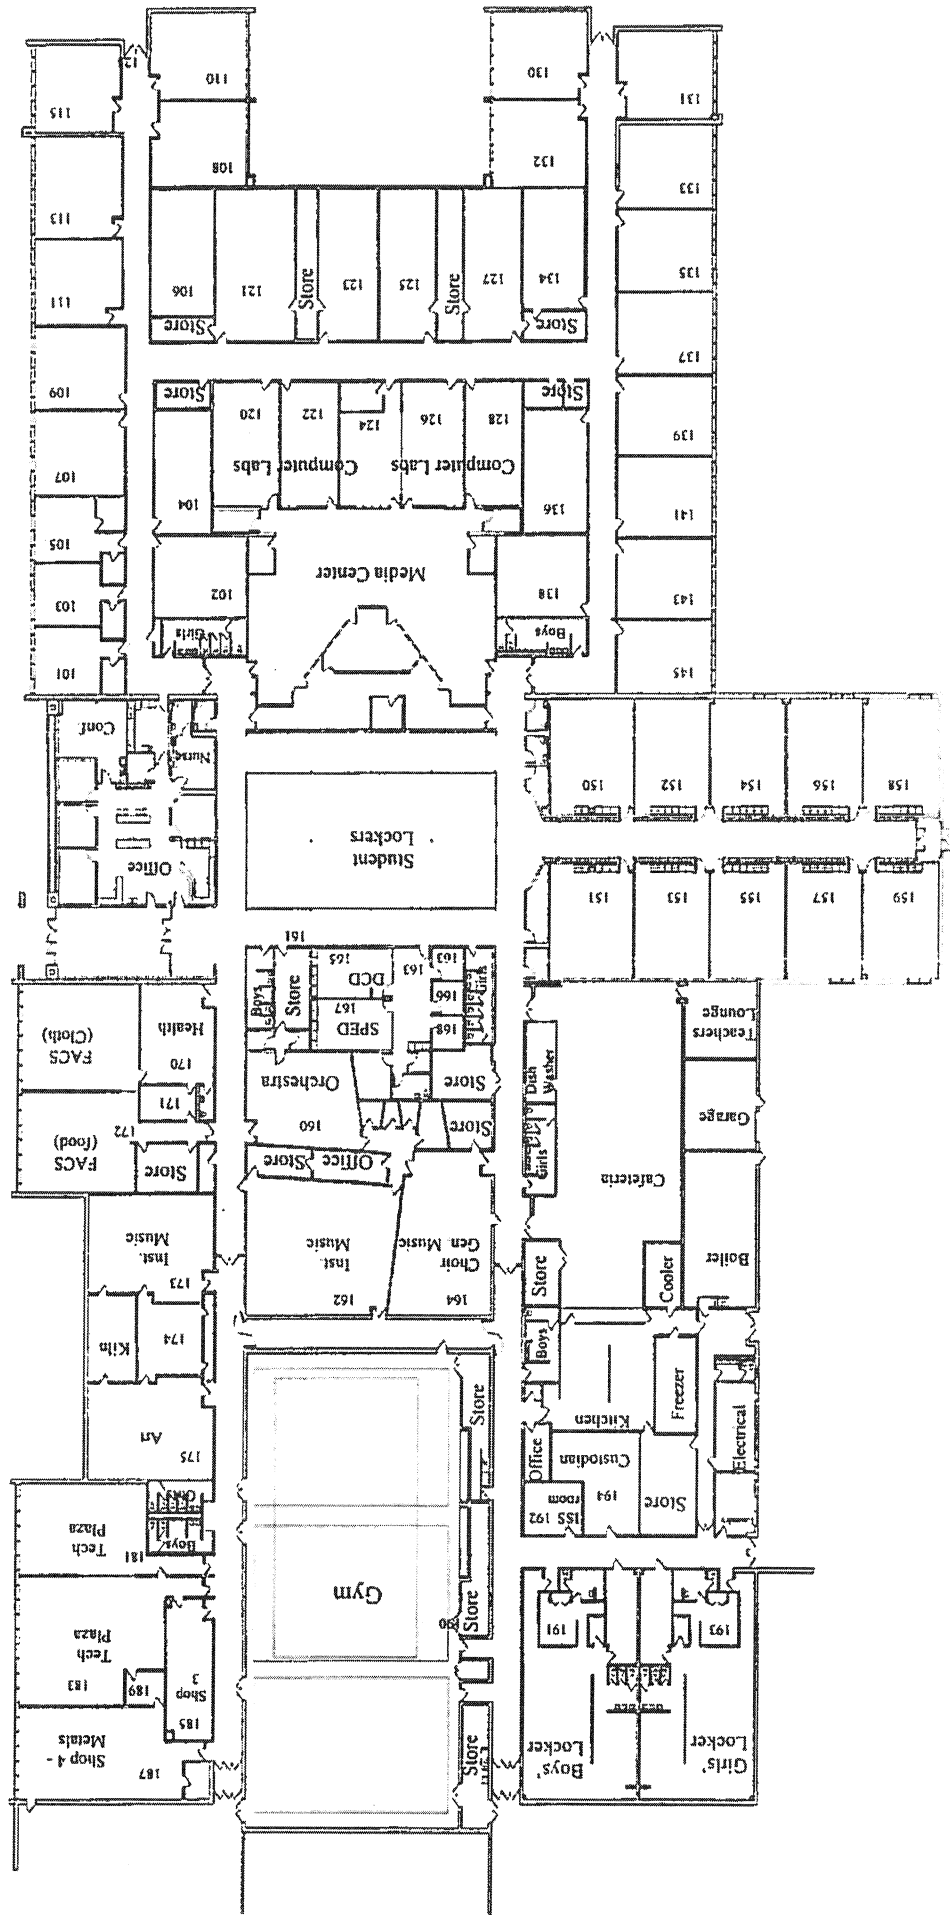 Girls'
Locker
Boys'
Locker
Store
187
Shop 4 -
Metals
193
191
190
Store
Gym
185
Shop
3
189
183
Tech
Plaza
181
Tech
Plaza
Boys
Girls
Electrical
Store
194
Custodian
192
ISS
room
Office
Kitchen
Freezer
Boys
Store
175
Art
174
Kiln
Boiler
Cooler
Store
Cafeteria
164
Choir
Gen. Music
162
Inst.
Music
173
Inst.
Music
Garage
Girls
Dish
Washer
Store
Office
Store
160
Orchestra
Store
Store
172
FACS
(food)
171
170
Health
FACS
(Cloth)
Teachers
Lounge
168
166
163
163
Girls
SPED
167
DCD
165
Store
Boys
161
159
157
155
153
151
Student
Lockers
Office
158
156
154
152
150
Nurse
Conf.
145
143
141
139
137
135
133
131
Boys
138
136
Media Center
Girls
102
104
101
103
105
107
109
111
113
115
Computer Labs
Computer Labs
128
126
124
122
120
Store
Store
Store
134
127
Store
125
123
Store
121
106
Store
132
130
108
110